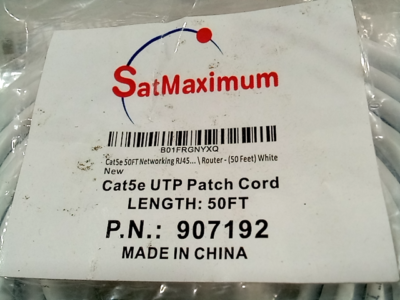 SatMaximum
B01FRGNYXQ
Cat5e 50FT Networking RJ45... \ Router - (50 Feet) White
New
Cat5e UTP Patch Cord
LENGTH: 50FT
P.N.: 907192
MADE IN CHINA